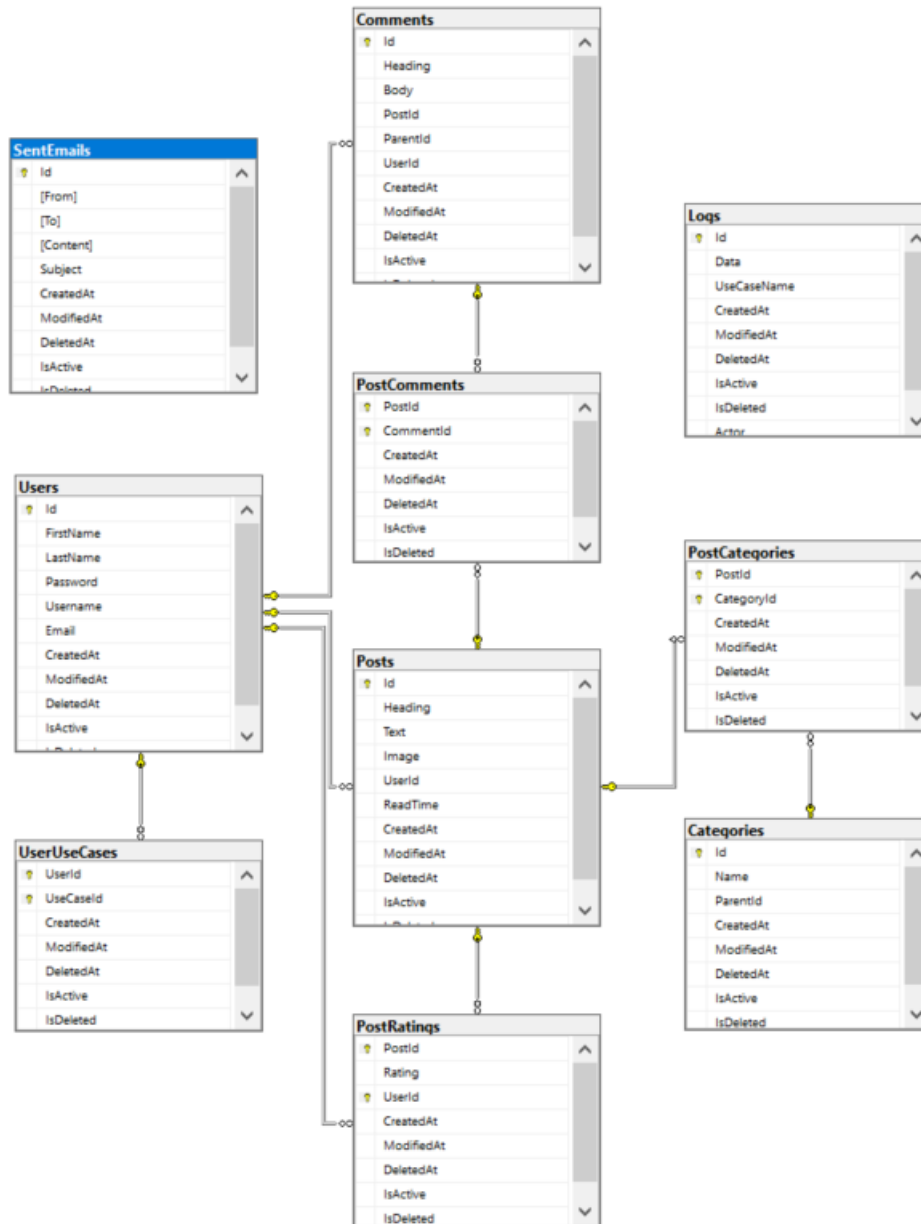 Comments
Id
Heading
Body
PostId
ParentId
UserId
CreatedAt
ModifiedAt
DeletedAt
IsActive
SentEmails
Id
[From]
[To]
[Content]
Subject
CreatedAt
ModifiedAt
DeletedAt
IsActive
IsDeleted
Logs
Id
Data
UseCaseName
CreatedAt
ModifiedAt
DeletedAt
IsActive
IsDeleted
Actor
PostComments
PostId
CommentId
CreatedAt
ModifiedAt
DeletedAt
IsActive
IsDeleted
Users
Id
FirstName
LastName
Password
Username
Email
CreatedAt
ModifiedAt
DeletedAt
IsActive
PostCategories
PostId
CategoryId
CreatedAt
ModifiedAt
DeletedAt
IsActive
IsDeleted
Posts
Id
Heading
Text
Image
UserId
ReadTime
CreatedAt
ModifiedAt
DeletedAt
IsActive
UserUseCases
UserId
UseCaseId
CreatedAt
ModifiedAt
DeletedAt
IsActive
IsDeleted
Categories
Id
Name
ParentId
CreatedAt
ModifiedAt
DeletedAt
IsActive
IsDeleted
PostRatings
PostId
Rating
UserId
CreatedAt
ModifiedAt
DeletedAt
IsActive
IsDeleted